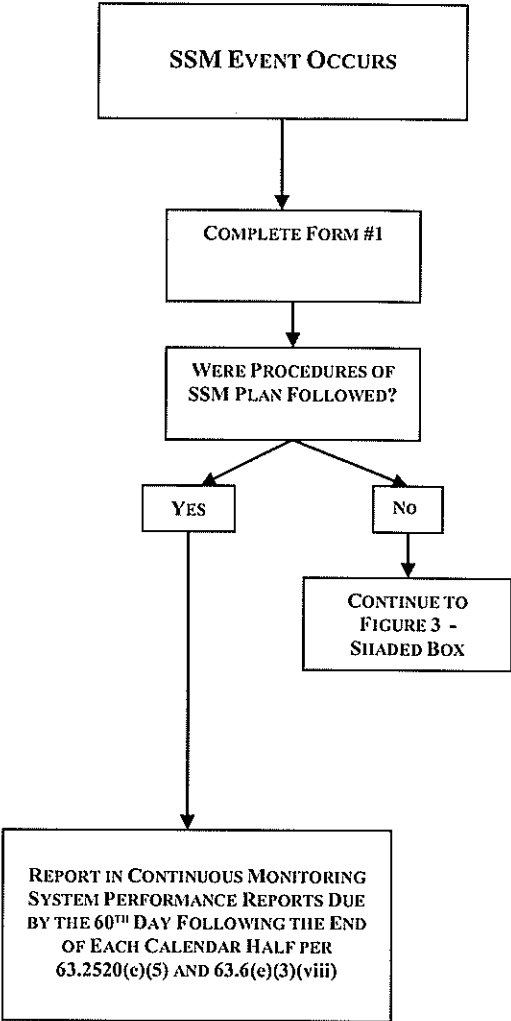 SSM EVENT OCCURS
COMPLETE FORM #1
WERE PROCEDURES OF
SSM PLAN FOLLOWED?
YES
NO
CONTINUE TO
FIGURE 3 -
SHADED BOX
REPORT IN CONTINUOUS MONITORING
SYSTEM PERFORMANCE REPORTS DUE
BY THE 60TH DAY FOLLOWING THE END
OF EACH CALENDAR HALF PER
63.2520(e)(5) AND 63.6(e)(3)(viii)